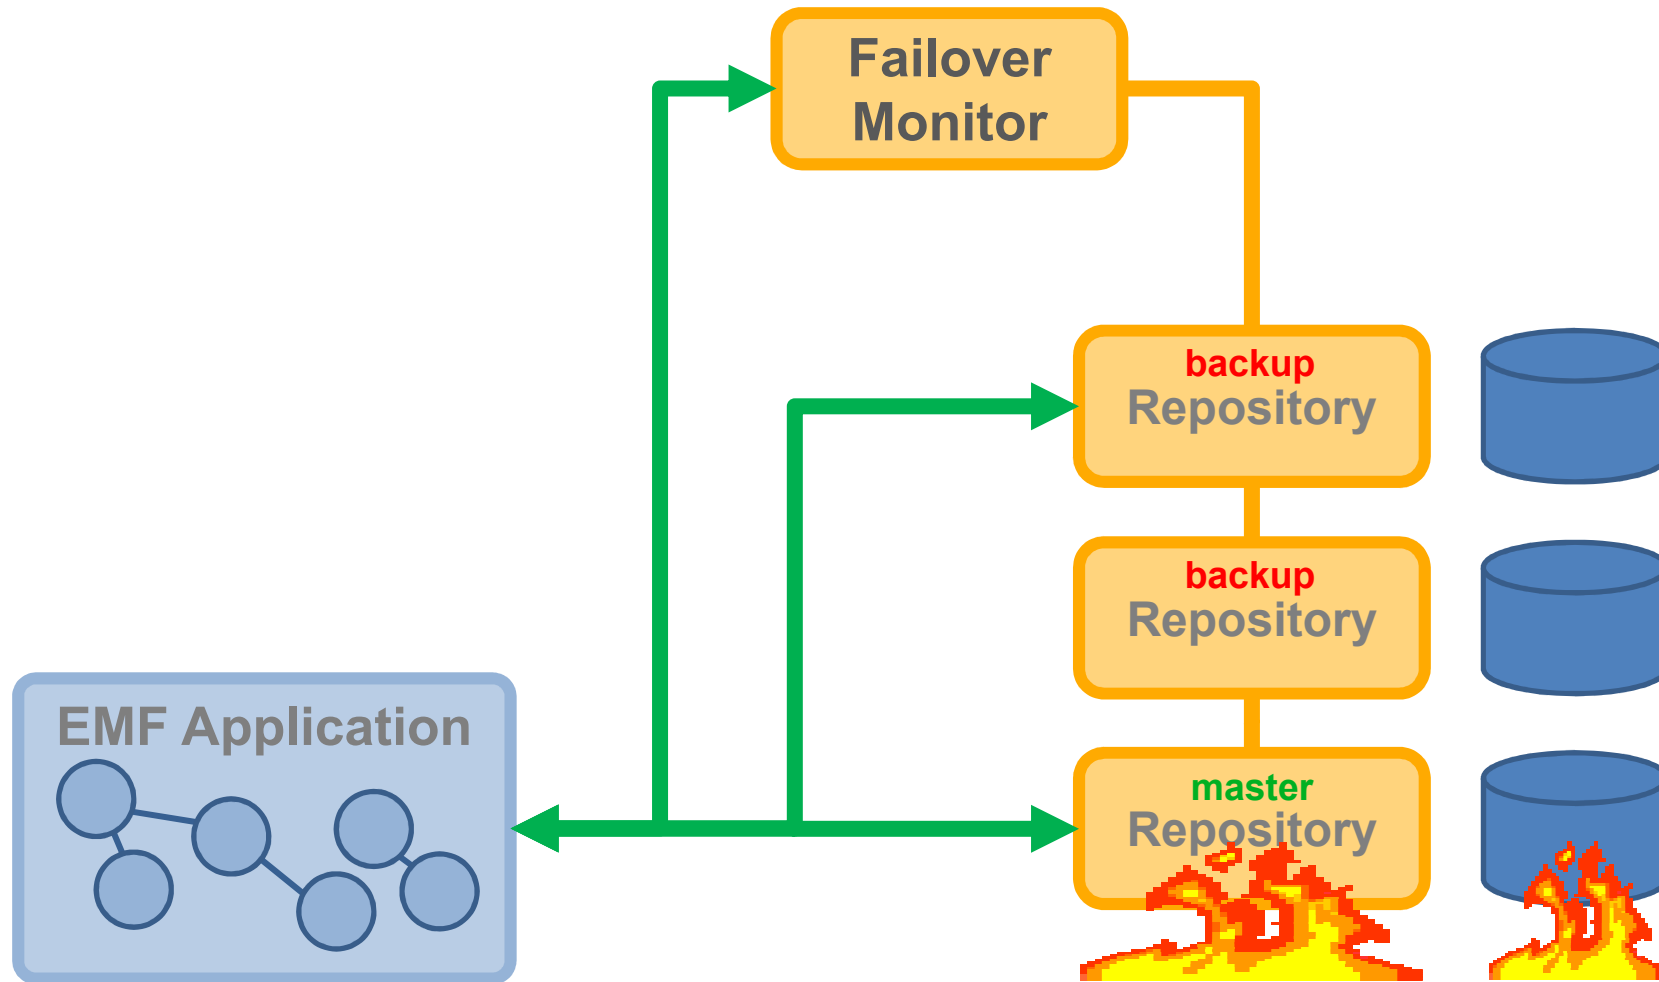 Failover
Monitor
backup
Repository
backup
Repository
EMF Application
master
Repository